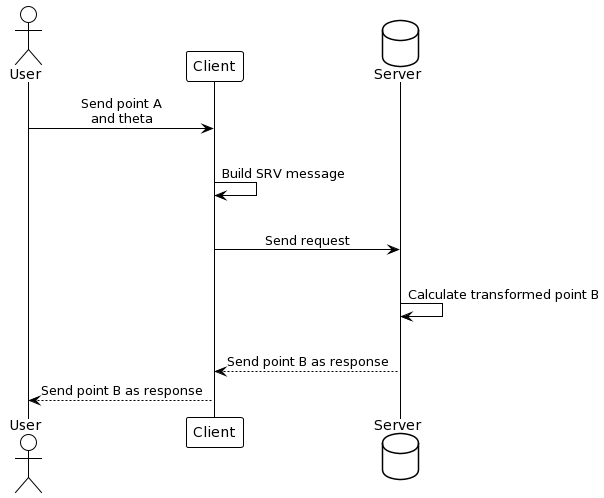 User
Client
Server
Send point A
and theta
Build SRV message
Send request
Calculate transformed point B
Send point B as response
Send point B as response
User
Client
Server